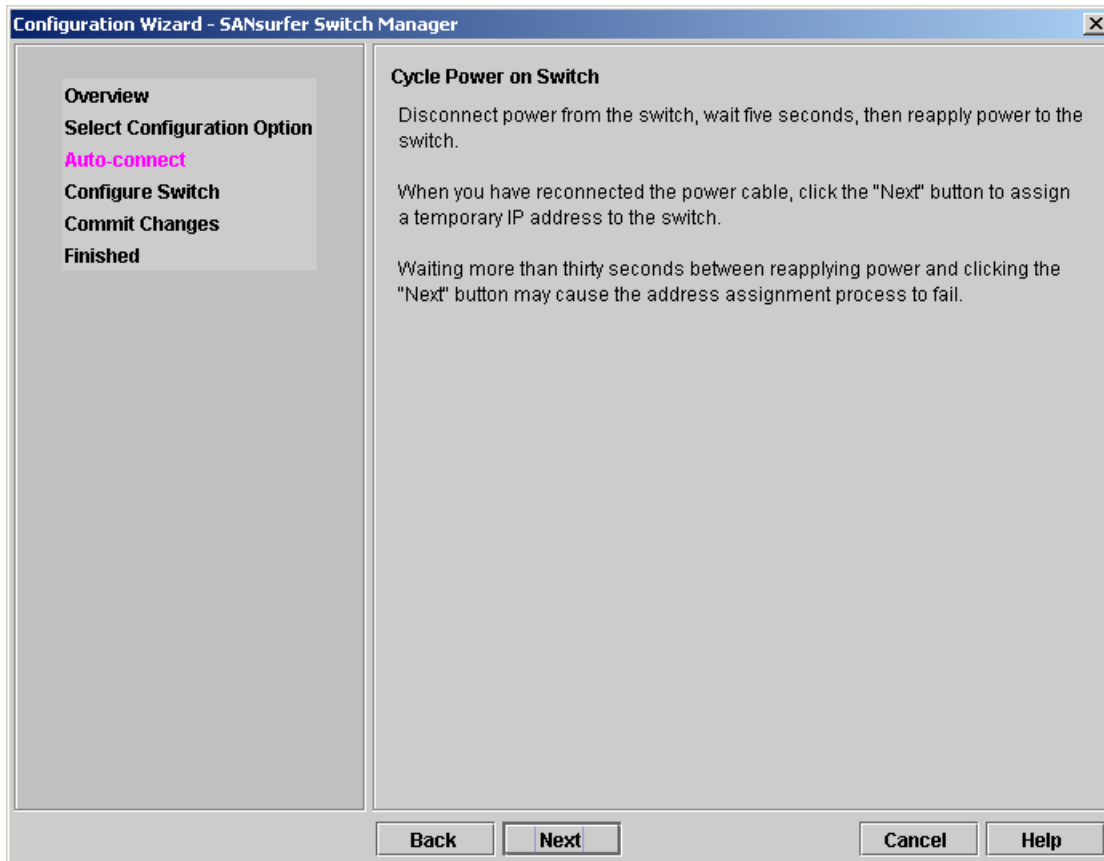 Configuration Wizard - SANsurfer Switch Manager
Overview
Select Configuration Option
Auto-connect
Configure Switch
Commit Changes
Finished
Cycle Power on Switch
Disconnect power from the switch, wait five seconds, then reapply power to the
switch.
When you have reconnected the power cable, click the "Next" button to assign
a temporary IP address to the switch.
Waiting more than thirty seconds between reapplying power and clicking the
"Next" button may cause the address assignment process to fail.
Back
Next
Cancel
Help